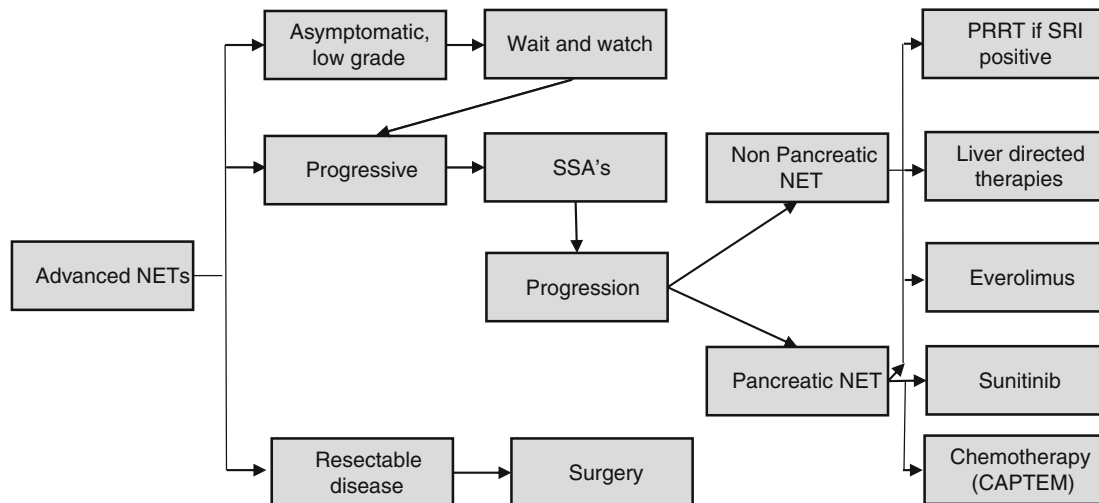 Asymptomatic,
low grade
Wait and watch
PRRT if SRI
positive
Progressive
SSA's
Non Pancreatic
NET
Liver directed
therapies
Advanced NETs
Progression
Everolimus
Pancreatic NET
Sunitinib
Resectable
disease
Surgery
Chemotherapy
(CAPTEM)